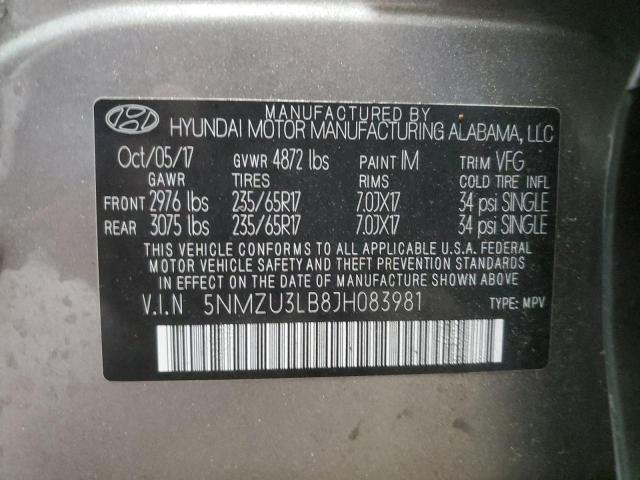 MANUFACTURED BY
HYUNDAI MOTOR MANUFACTURING ALABAMA, LLC
Oct/05/17 GVWR 4872 lbs PAINT IM TRIM VFG
GAWR TIRES RIMS COLD TIRE INFL
FRONT 2976 lbs 235/65R17 7.0JX17 34 psi SINGLE
REAR 3075 lbs 235/65R17 7.0JX17 34 psi SINGLE
THIS VEHICLE CONFORMS TO ALL APPLICABLE U.S.A. FEDERAL
MOTOR VEHICLE SAFETY AND THEFT PREVENTION STANDARDS
IN EFFECT ON THE DATE OF MANUFACTURE SHOWN ABOVE.
V.I.N 5NMZU3LB8JH083981 TYPE: MPV